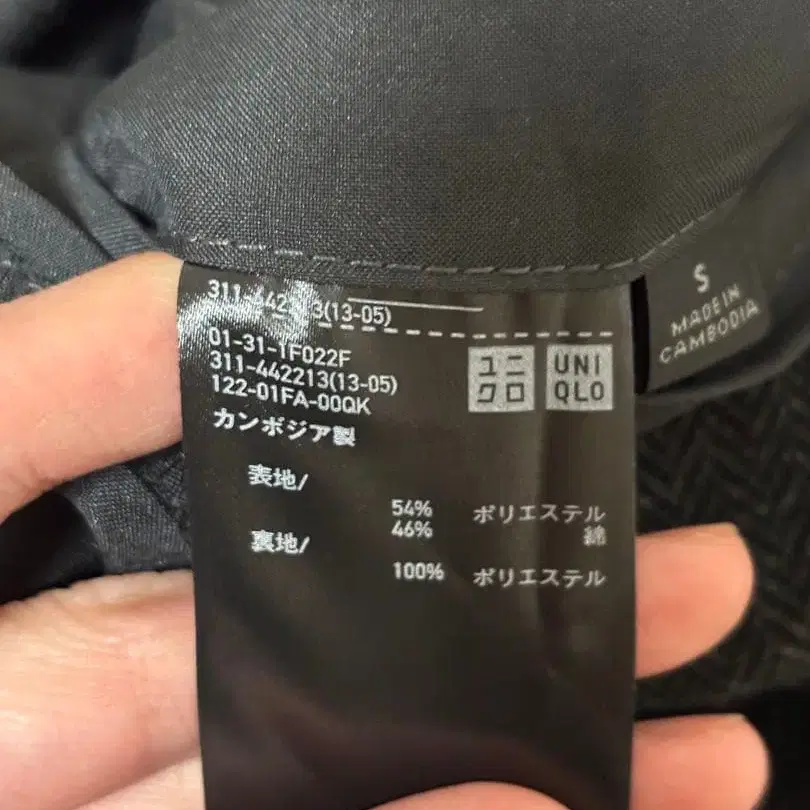 311-442213(13-05)
01-31-1F022F
311-442213(13-05)
122-01FA-00QK
カンボジア製
ユニ
クロ
UNI
QLO
表地/
54% ポリエステル
46% 綿
裏地/
100% ポリエステル
S
MADE IN
CAMBODIA